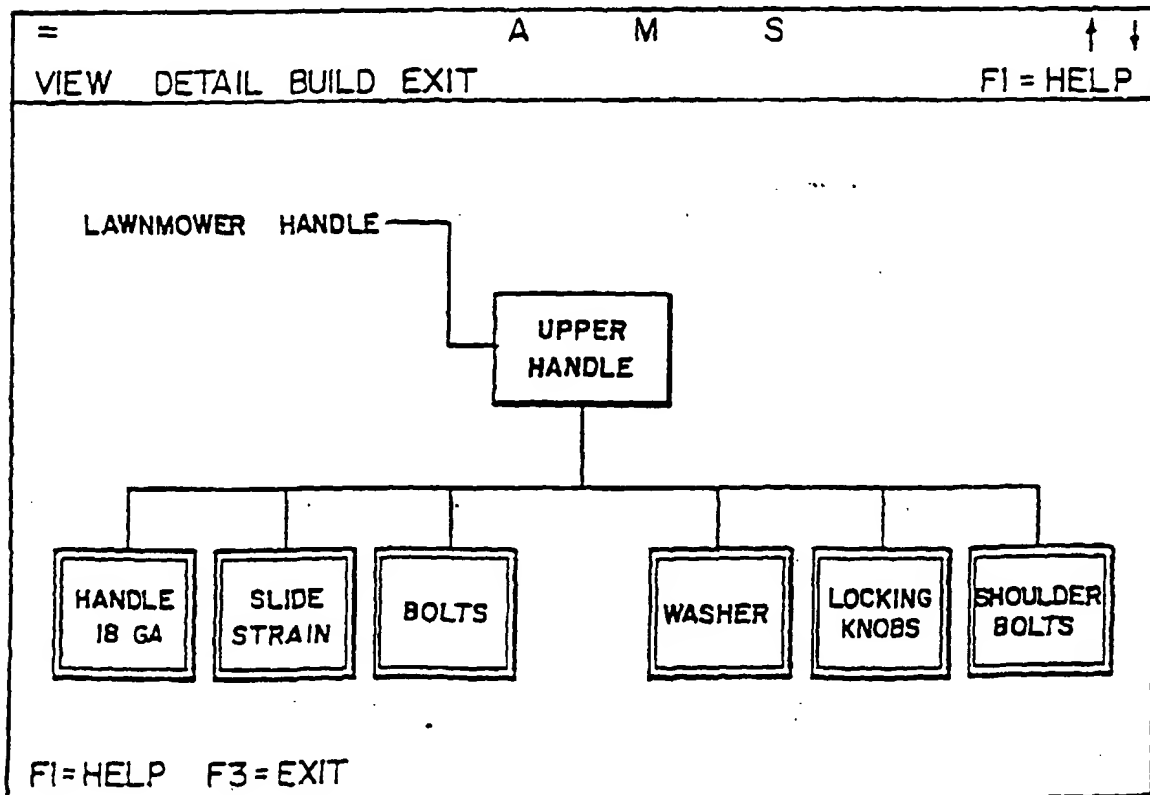 = A M S ↑ ↓
VIEW DETAIL BUILD EXIT F1=HELP
LAWNMOWER HANDLE
UPPER
HANDLE
HANDLE
18 GA
SLIDE
STRAIN
BOLTS
WASHER
LOCKING
KNOBS
SHOULDER
BOLTS
F1=HELP F3=EXIT